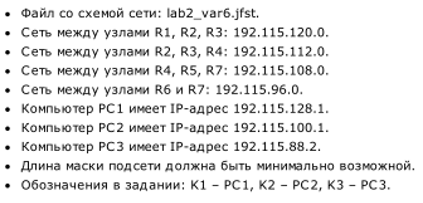 • Файл со схемой сети: lab2_var6.jfst.
• Сеть между узлами R1, R2, R3: 192.115.120.0.
• Сеть между узлами R2, R3, R4: 192.115.112.0.
• Сеть между узлами R4, R5, R7: 192.115.108.0.
• Сеть между узлами R6 и R7: 192.115.96.0.
• Компьютер PC1 имеет IP-адрес 192.115.128.1.
• Компьютер PC2 имеет IP-адрес 192.115.100.1.
• Компьютер PC3 имеет IP-адрес 192.115.88.2.
• Длина маски подсети должна быть минимально возможной.
• Обозначения в задании: K1 – PC1, K2 – PC2, K3 – PC3.